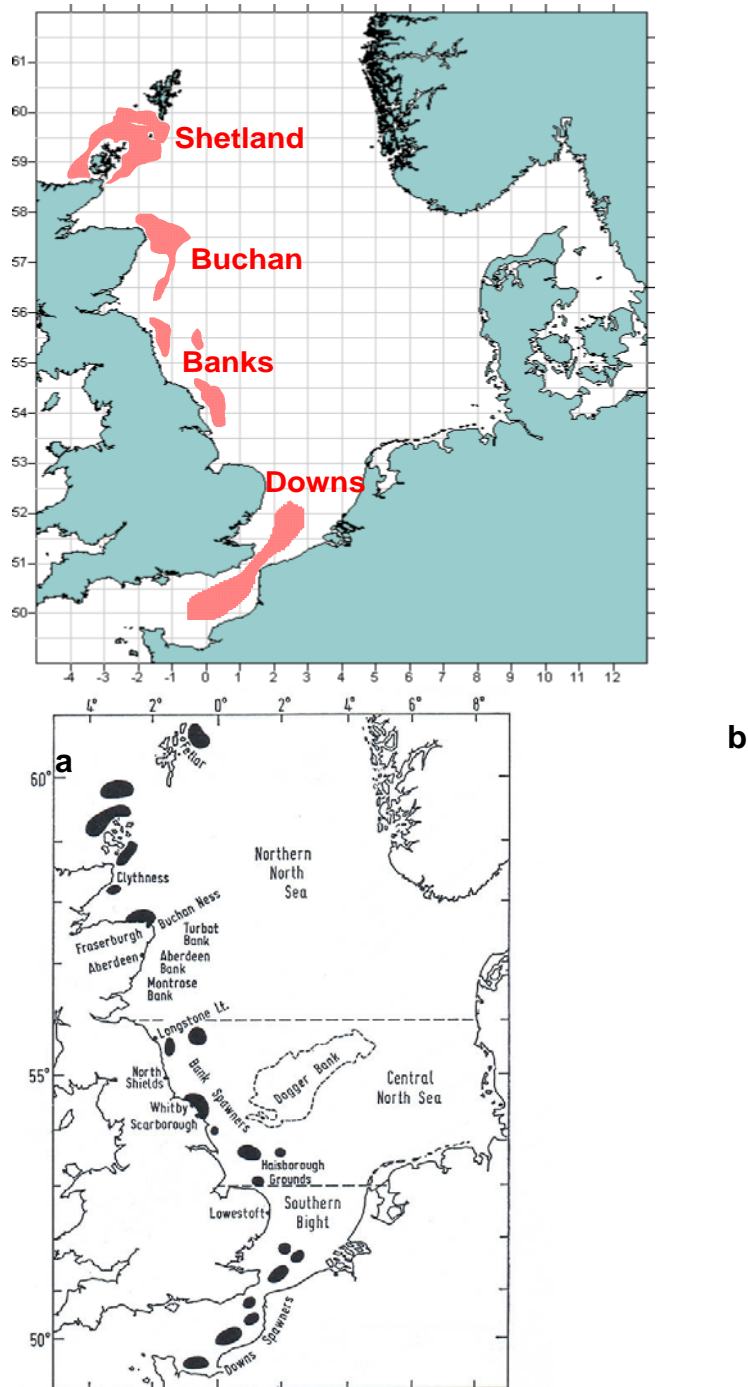 61
60
59
58
57
56
55
54
53
52
51
50
Shetland
Buchan
Banks
Downs
-4 -3 -2 -1 0 1 2 3 4 5 6 7 8 9 10 11 12
4° 2° 0° 2° 4° 6° 8°
a
b
60°
55°
50°
Fetlar
Northern
North
Sea
Clythness
Buchan Ness
Fraserburgh
Turbot
Bank
Aberdeen
Aberdeen
Bank
Montrose
Bank
Longstone Lt.
North
Shields
Bank Spawners
Dogger Bank
Central
North Sea
Whitby
Scarborough
Haisborough
Grounds
Lowestoft
Southern
Bight
Downs Spawners